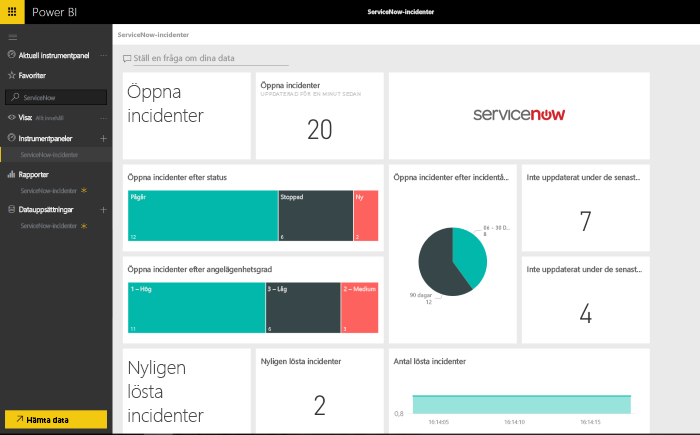 Power BI
ServiceNow-incidenter
Aktuell instrumentpanel
Favoriter
ServiceNow
Visa: Allt innehåll
Instrumentpaneler
ServiceNow-incidenter
Rapporter
ServiceNow-incidenter
Datauppsättningar
ServiceNow-incidenter
Hämta data
ServiceNow-incidenter
Ställ en fråga om dina data
Öppna
incidenter
Öppna incidenter
UPPDATERAD FÖR EN MINUT SEDAN
20
servicenow
Öppna incidenter efter status
Pågår
12
Stoppad
6
Ny
2
Öppna incidenter efter incidentå...
06 – 30 D...
8
90 dagar
12
Inte uppdaterat under de senast...
7
Öppna incidenter efter angelägenhetsgrad
1 – Hög
11
3 – Låg
6
2 – Medium
3
Inte uppdaterat under de senast...
4
Nyligen
lösta
incidenter
Nyligen lösta incidenter
2
Antal lösta incidenter
0,8
16:14:05
16:14:10
16:14:15